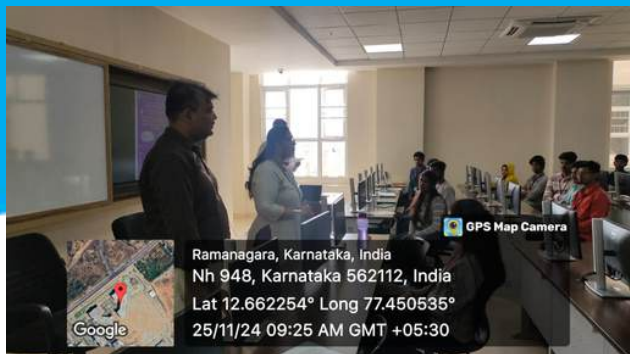 GPS Map Camera
Ramanagara, Karnataka, India
Nh 948, Karnataka 562112, India
Lat 12.662254° Long 77.450535°
25/11/24 09:25 AM GMT +05:30
Google